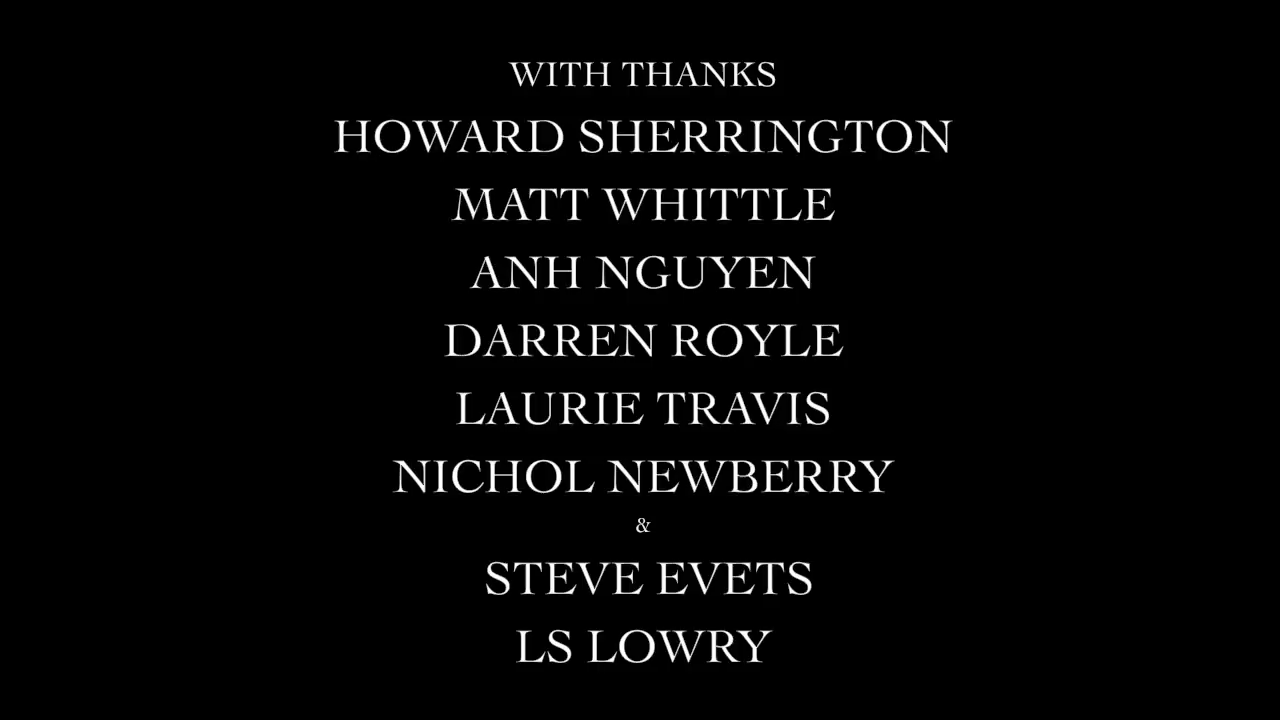 WITH THANKS
HOWARD SHERRINGTON
MATT WHITTLE
ANH NGUYEN
DARREN ROYLE
LAURIE TRAVIS
NICHOL NEWBERRY
&
STEVE EVETS
LS LOWRY